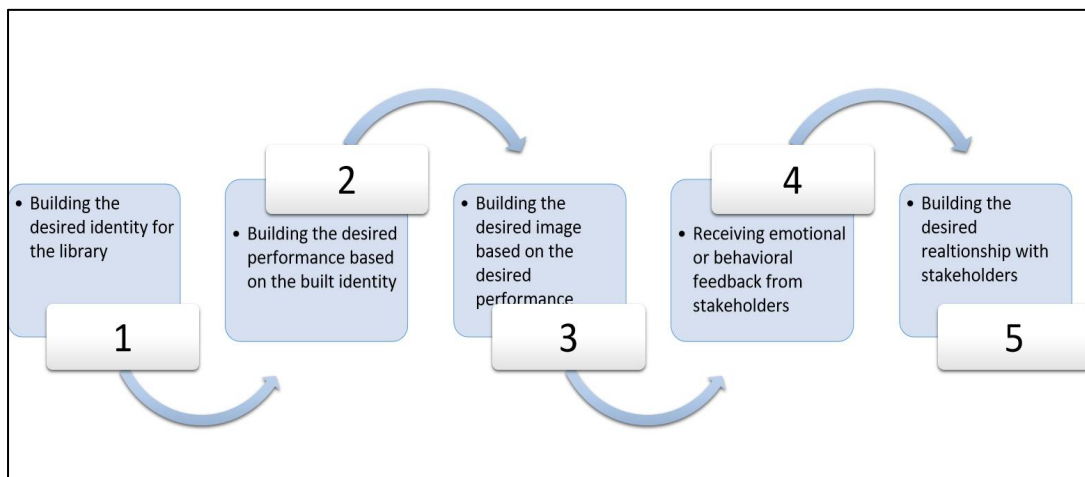 • Building the
desired identity for
the library
1
2
• Building the desired
performance based
on the built identity
• Building the
desired image
based on the
desired
performance
3
4
• Receiving emotional
or behavioral
feedback from
stakeholders
• Building the
desired
realtionship with
stakeholders
5